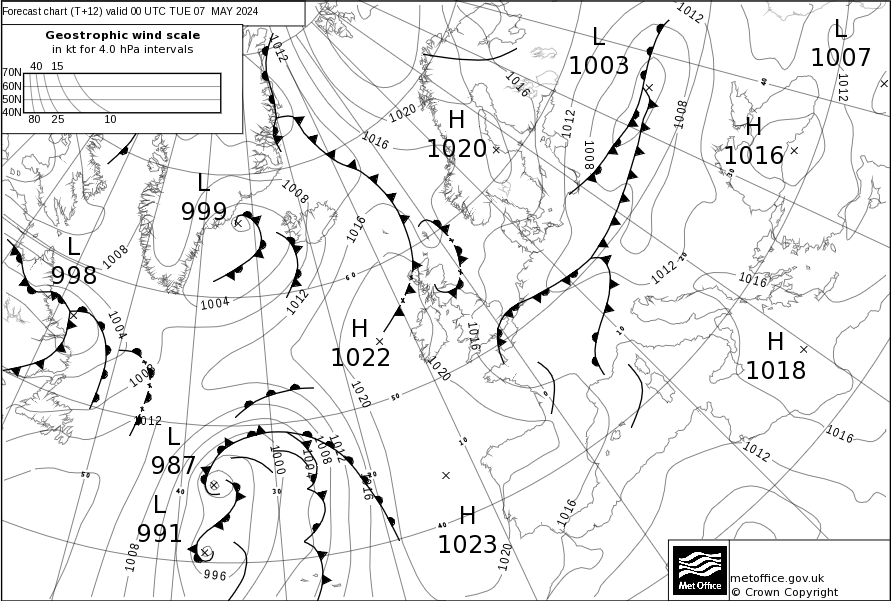 Forecast chart (T+12) valid 00 UTC TUE 07 MAY 2024
Geostrophic wind scale
in kt for 4.0 hPa intervals
40 15
70N
60N
50N
40N
80 25 10
1012
1012
L
1003
L
1007
1016
1012
40
1020
H
1020
1012
1008
1016
1008
H
1016
30
L
999
1008
1016
1008
L
998
60
1012
20
1016
1004
1012
1004
H
1022
1016
10
1020
H
1018
1008
1020
50
0
1012
1016
L
987
10
1012
1008
1012
1000
1004
50
20
40
30
1016
L
991
H
1023
40
1016
1008
1020
996
Met Office
metoffice.gov.uk
© Crown Copyright